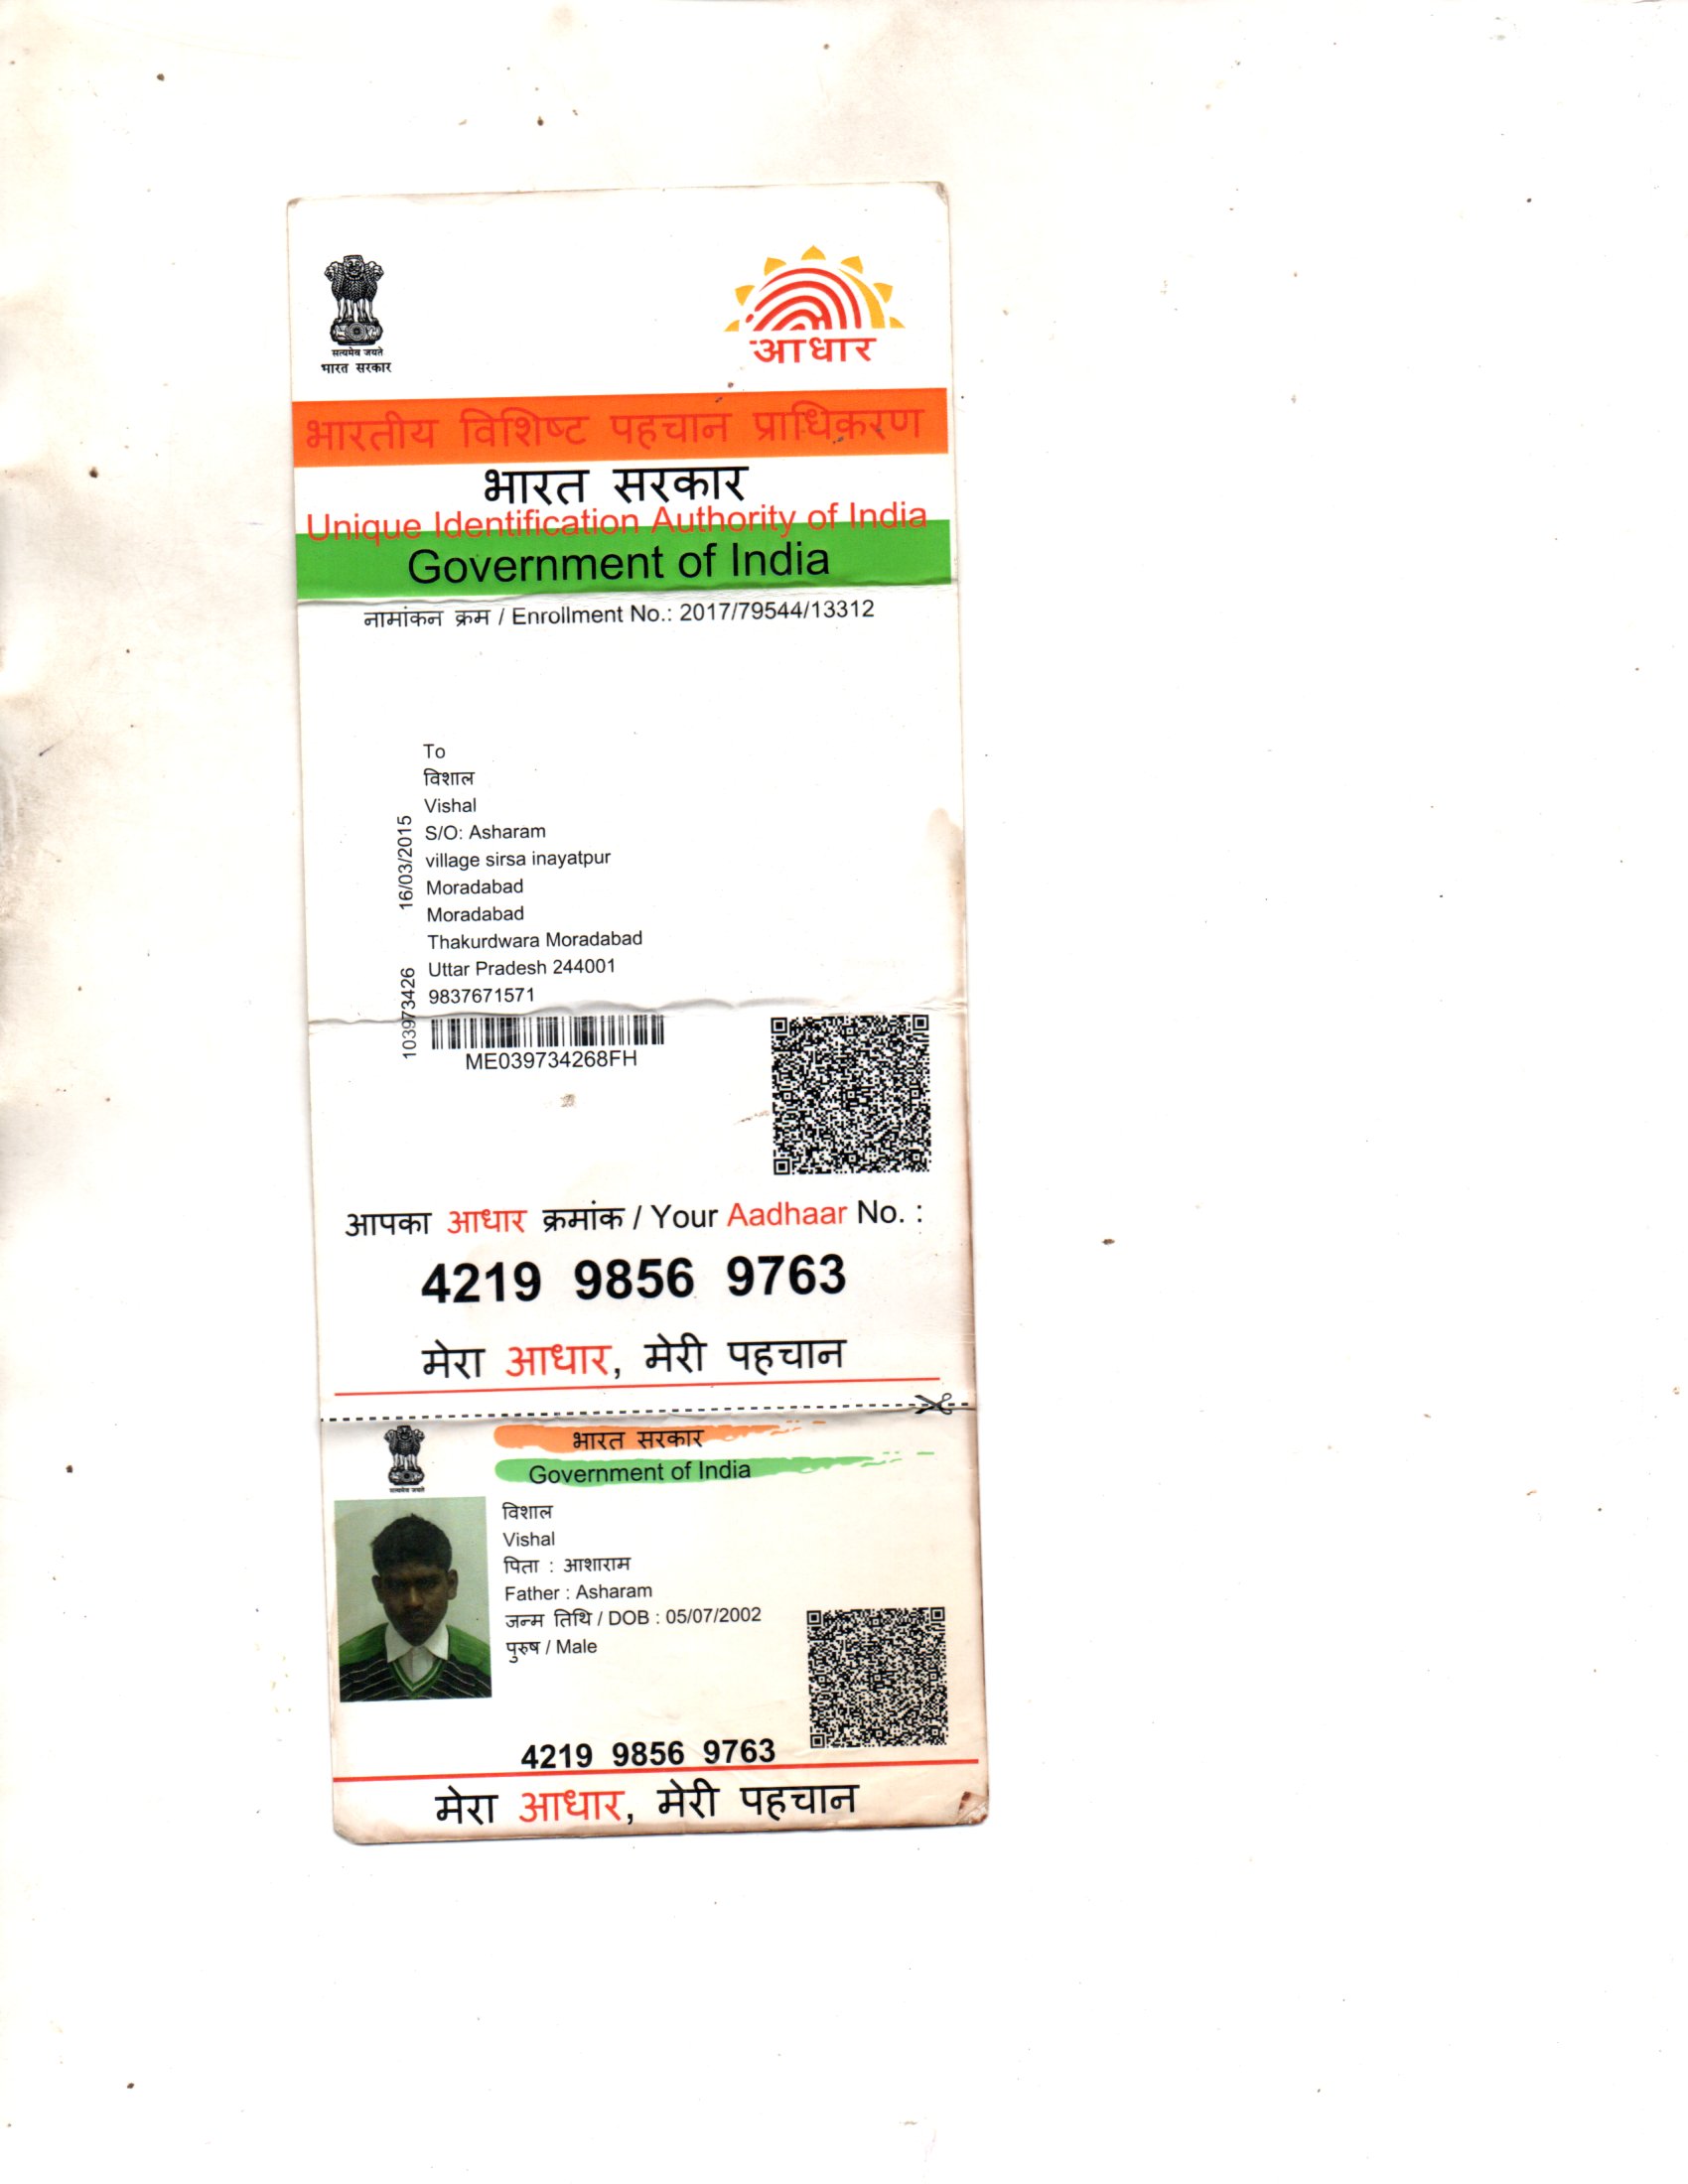 सत्यमेव जयते
भारत सरकार
आधार
भारतीय विशिष्ट पहचान प्राधिकरण
भारत सरकार
Unique Identification Authority of India
Government of India
नामांकन क्रम / Enrollment No.: 2017/79544/13312
To
विशाल
Vishal
S/O: Asharam
village sirsa inayatpur
Moradabad
Moradabad
Thakurdwara Moradabad
Uttar Pradesh 244001
9837671571
16/03/2015
103973426
ME039734268FH
आपका आधार क्रमांक / Your Aadhaar No. :
4219 9856 9763
मेरा आधार, मेरी पहचान
सत्यमेव जयते
भारत सरकार
Government of India
विशाल
Vishal
पिता : आशाराम
Father : Asharam
जन्म तिथि / DOB : 05/07/2002
पुरुष / Male
4219 9856 9763
मेरा आधार, मेरी पहचान